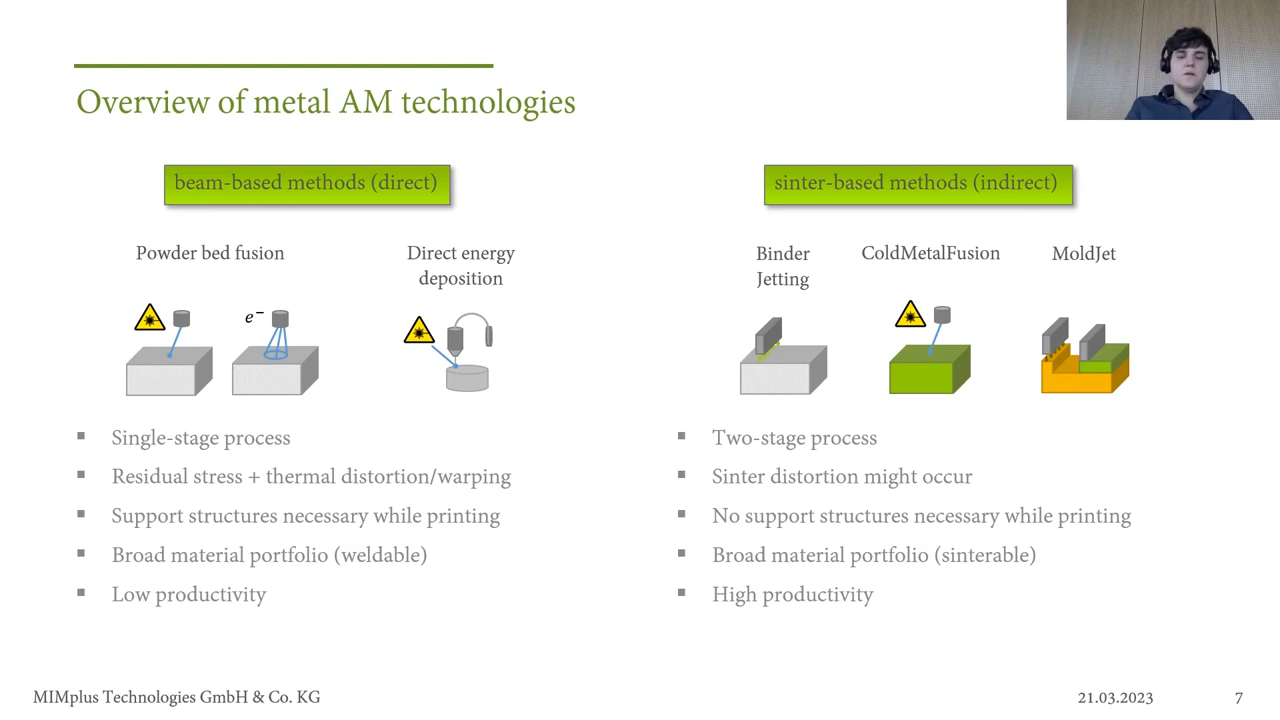 Overview of metal AM technologies
beam-based methods (direct)
sinter-based methods (indirect)
Powder bed fusion
Direct energy
deposition
Binder
Jetting
ColdMetalFusion
MoldJet
e⁻
▪ Single-stage process
▪ Residual stress + thermal distortion/warping
▪ Support structures necessary while printing
▪ Broad material portfolio (weldable)
▪ Low productivity
▪ Two-stage process
▪ Sinter distortion might occur
▪ No support structures necessary while printing
▪ Broad material portfolio (sinterable)
▪ High productivity
MIMplus Technologies GmbH & Co. KG
21.03.2023
7